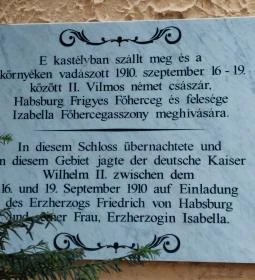 E kastélyban szállt meg és a
környéken vadászott 1910. szeptember 16 - 19.
között II. Vilmos német császár,
Habsburg Frigyes Főherceg és felesége
Izabella Főhercegasszony meghívására.
In diesem Schloss übernachtete und
in diesem Gebiet jagte der deutsche Kaiser
Wilhelm II. zwischen dem
16. und 19. September 1910 auf Einladung
des Erzherzogs Friedrich von Habsburg
und seiner Frau, Erzherzogin Isabella.